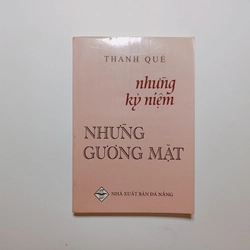 THANH QUẾ
những
kỷ niệm
NHỮNG
GƯƠNG MẶT
NHÀ XUẤT BẢN ĐÀ NẴNG